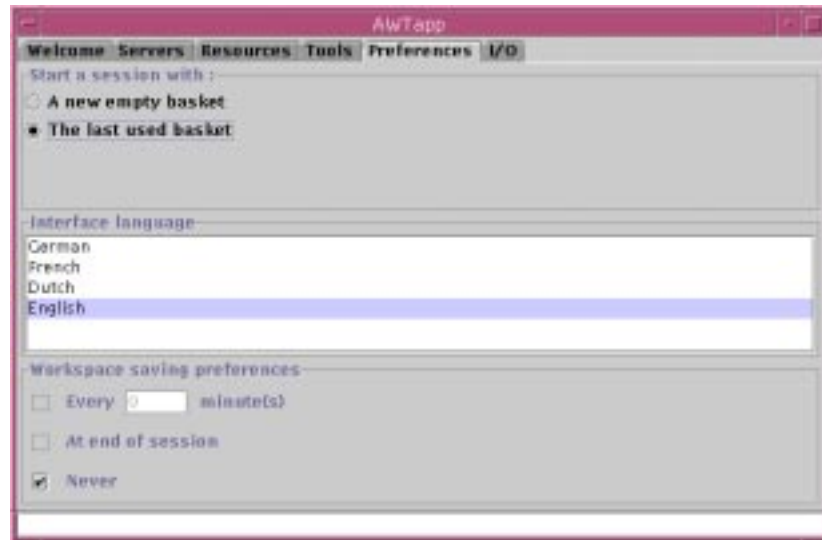 AWTapp
Welcome Servers Resources Tools Preferences I/O
Start a session with :
A new empty basket
The last used basket
Interface language
German
French
Dutch
English
Workspace saving preferences
Every 0 minute(s)
At end of session
Never